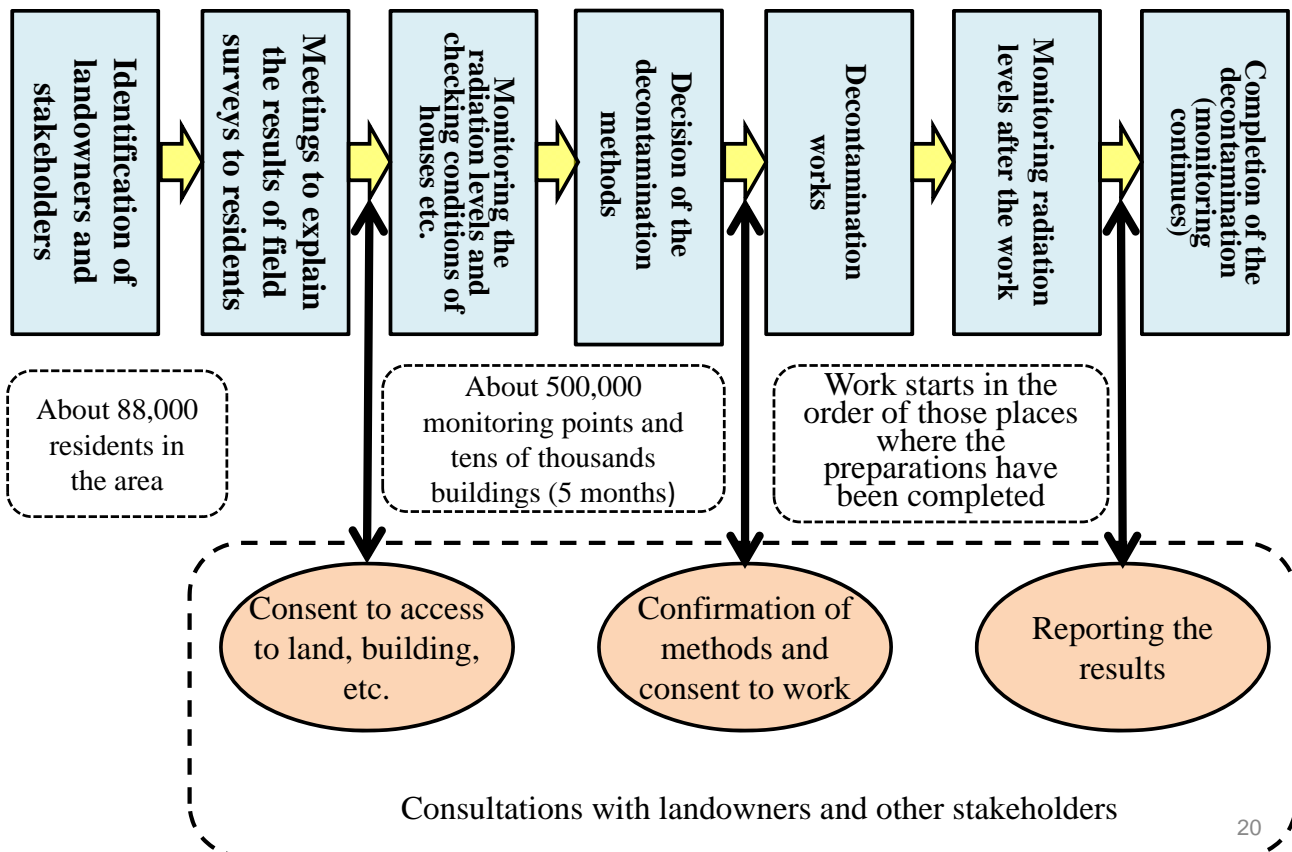 Identification of
landowners and
stakeholders
Meetings to explain
the results of field
surveys to residents
Monitoring the
radiation levels and
checking conditions of
houses etc.
Decision of the
decontamination
methods
Decontamination
works
Monitoring radiation
levels after the work
Completion of the
decontamination
(monitoring
continues)
About 88,000
residents in
the area
About 500,000
monitoring points and
tens of thousands
buildings (5 months)
Work starts in the
order of those places
where the
preparations have
been completed
Consent to access
to land, building,
etc.
Confirmation of
methods and
consent to work
Reporting the
results
Consultations with landowners and other stakeholders
20